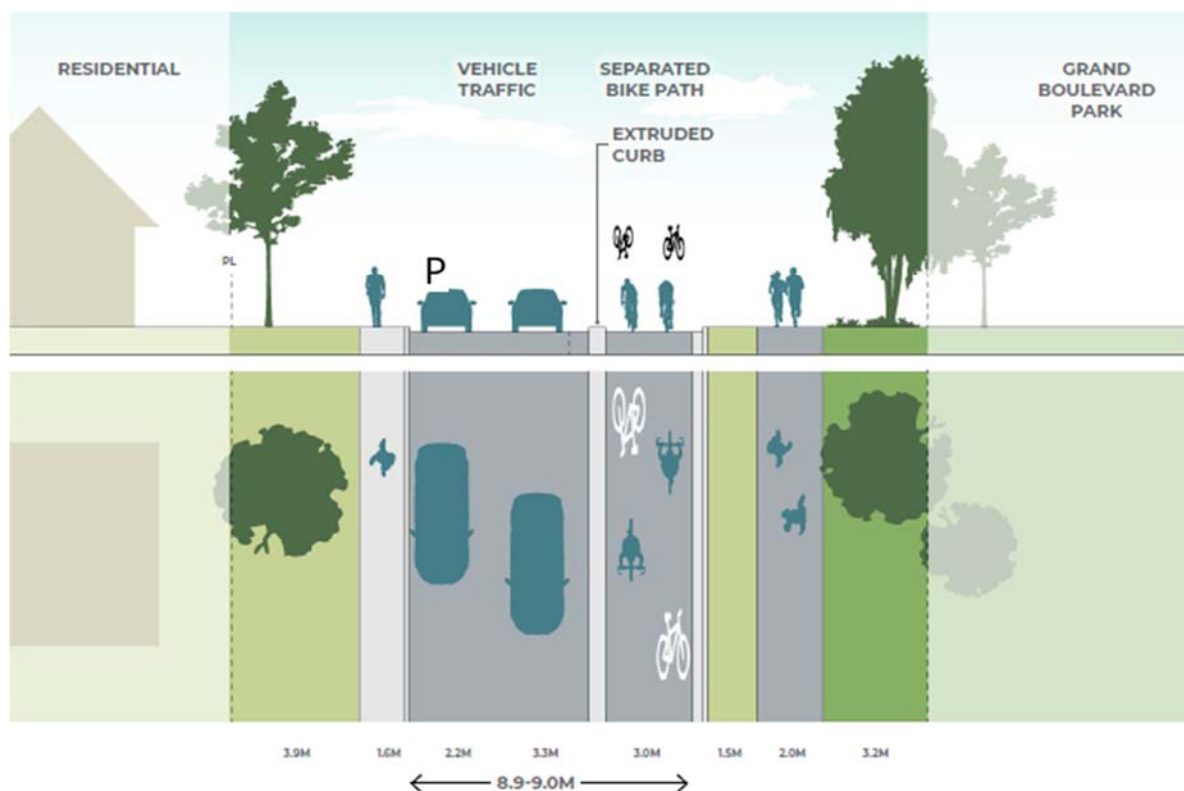 RESIDENTIAL
VEHICLE
TRAFFIC
SEPARATED
BIKE PATH
GRAND
BOULEVARD
PARK
EXTRUDED
CURB
PL
P
3.9M
1.6M
2.2M
3.3M
3.0M
1.5M
2.0M
3.2M
8.9-9.0M